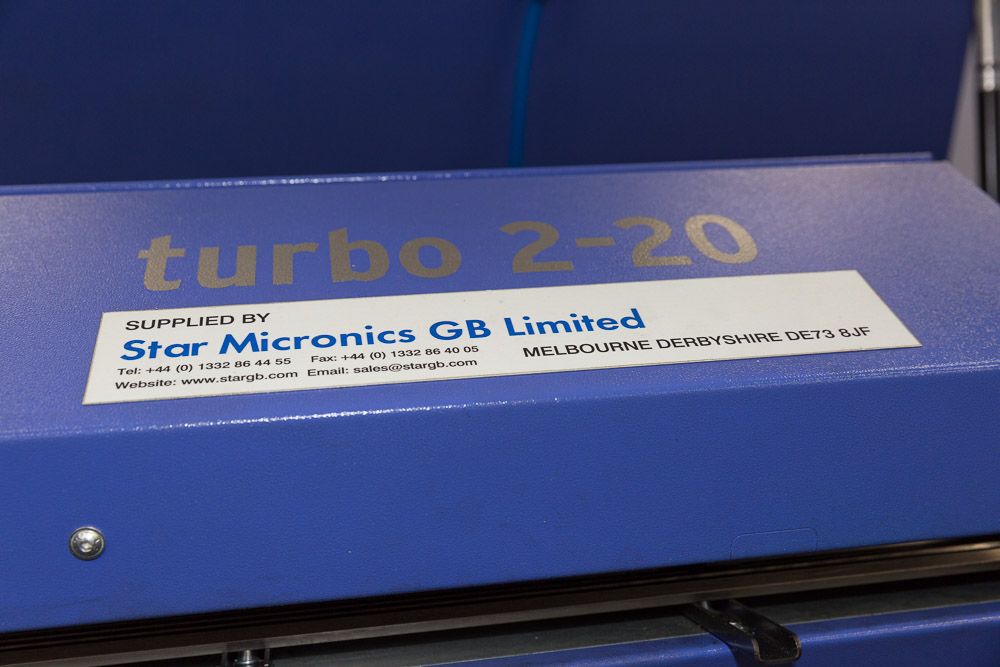 turbo 2-20
SUPPLIED BY
Star Micronics GB Limited
Tel: +44 (0) 1332 86 44 55 Fax: +44 (0) 1332 86 40 05
MELBOURNE DERBYSHIRE DE73 8JF
Website: www.stargb.com Email: sales@stargb.com